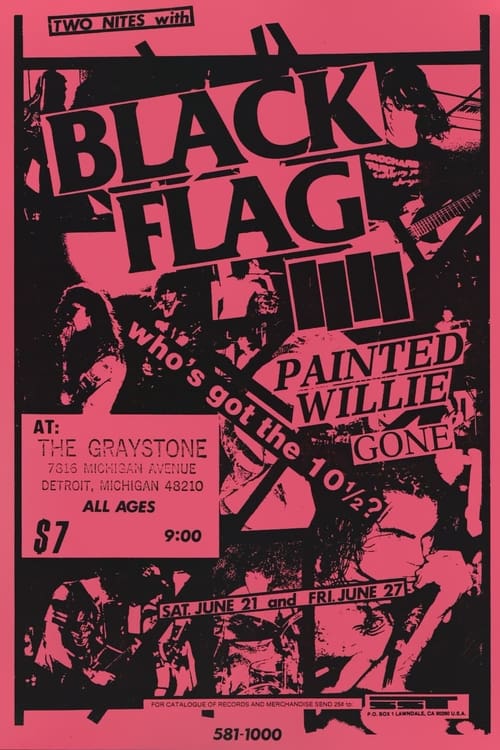 TWO NITES with
BLACK
FLAG
who's got the 10½?
PAINTED
WILLIE
GONE
AT:
THE GRAYSTONE
7816 MICHIGAN AVENUE
DETROIT, MICHIGAN 48210
ALL AGES
$7 9:00
SAT. JUNE 21 and FRI. JUNE 27
FOR CATALOGUE OF RECORDS AND MERCHANDISE SEND 25¢ to:
SST
P.O. BOX 1 LAWNDALE, CA 90260 U.S.A.
581-1000